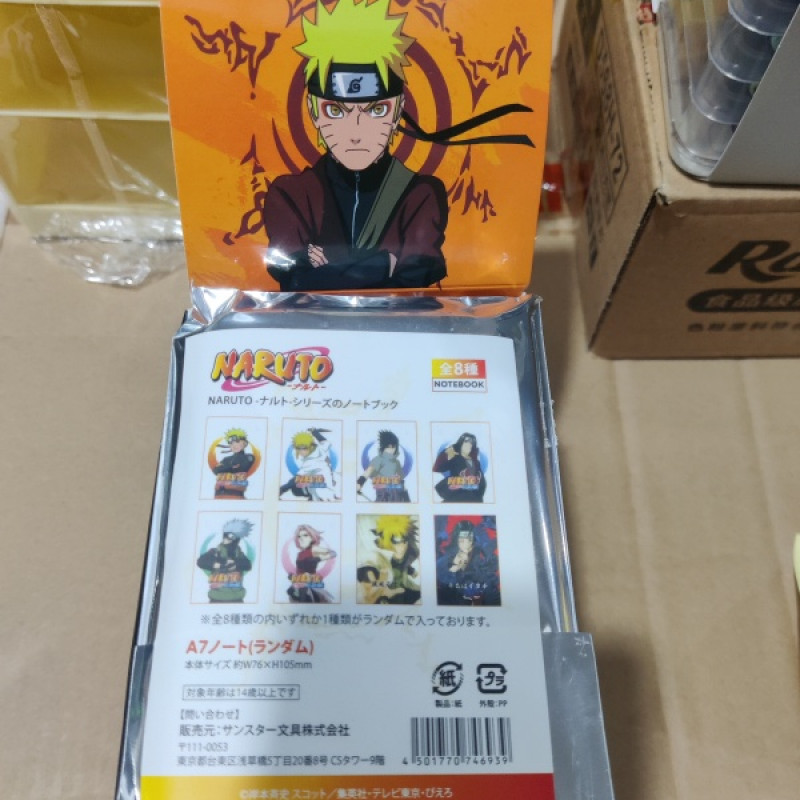 NARUTO
-ナルト-
全8種
NOTEBOOK
NARUTO -ナルト-シリーズのノートブック
※全8種類の内いずれか1種類がランダムで入っております。
A7ノート(ランダム)
本体サイズ 約W76×H105mm
対象年齢は14歳以上です
【問い合わせ】
販売元:サンスター文具株式会社
〒111-0053
東京都台東区浅草橋5丁目20番8号 CSタワー9階
紙
製品:紙
プラ
外殻:PP
4 501770 746939
©岸本斉史 スコット/集英社・テレビ東京・ぴえろ
食品級